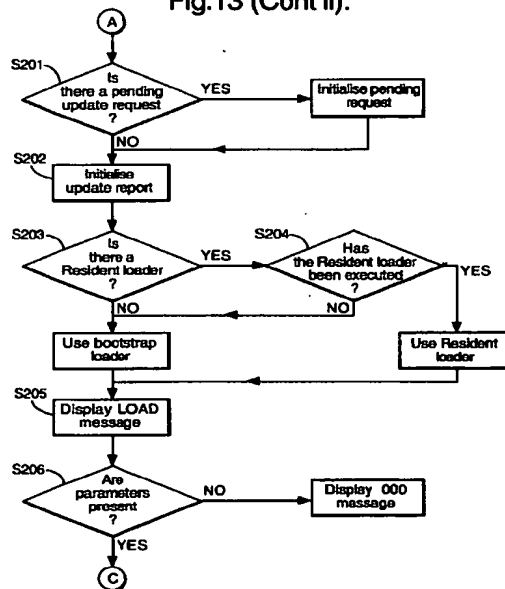 Fig.13 (Cont II).
A
S201
Is
there a pending
update request
?
YES
Initialise pending
request
NO
S202
Initialise
update report
S203
Is
there a
Resident loader
?
YES
S204
Has
the Resident loader
been executed
?
YES
NO
NO
Use bootstrap
loader
Use Resident
loader
S205
Display LOAD
message
S206
Are
parameters
present
?
NO
Display 000
message
YES
C